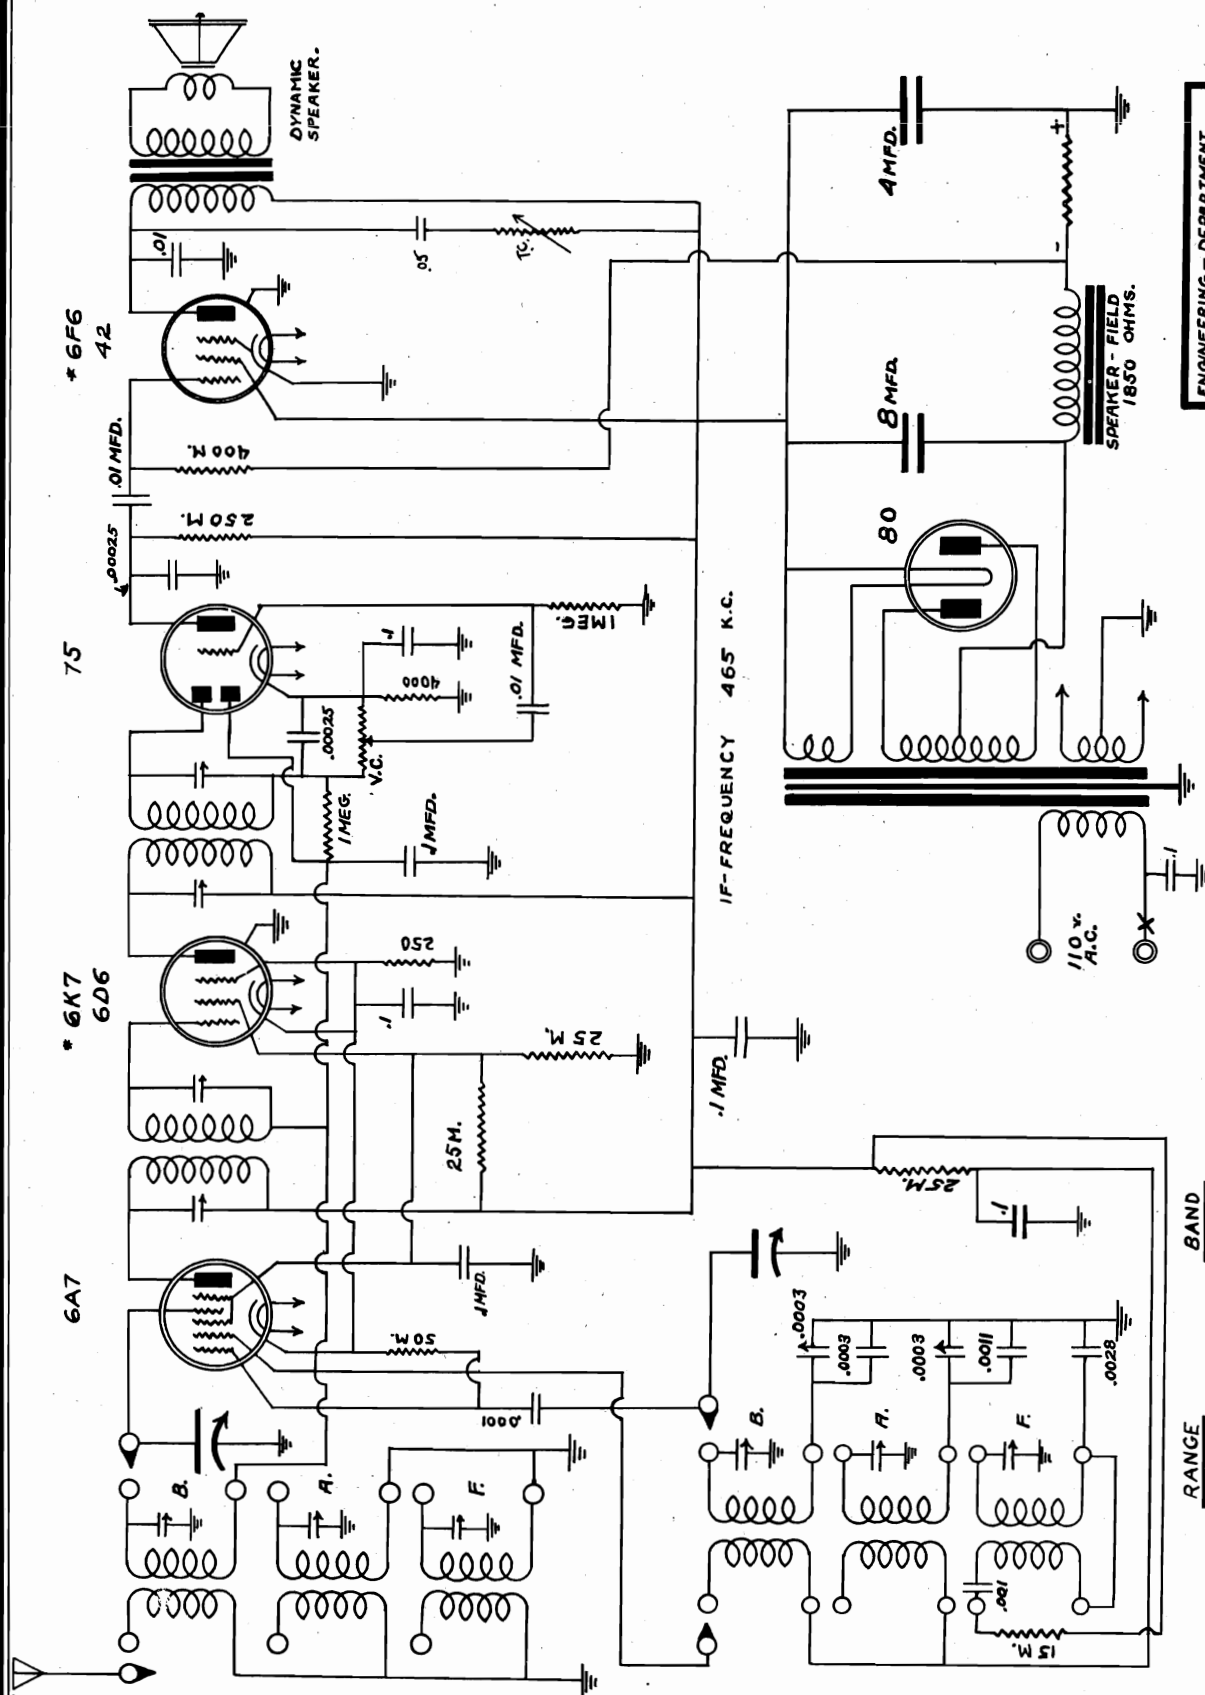 DYNAMIC
SPEAKER.
* 6F6
42
.01
.05
T.C.
.01 MFD.
400 M.
250 M.
.00025
75
1 MEG.
.1
4000
.01 MFD.
.00025
V.C.
1 MEG.
.1 MFD.
* 6K7
6D6
250
.1
25 M.
25 M.
6A7
.1 MFD.
50 M.
.0001
B.
A.
F.
4 MFD.
+
-
8 MFD.
SPEAKER-FIELD
1850 OHMS.
80
IF-FREQUENCY 465 K.C.
110 V.
A.C.
.1
.1 MFD.
25 M.
.1
.0003
.0003
.0003
.0011
.0028
B.
A.
F.
.001
15 M.
RANGE BAND
ENGINEERING-DEPARTMENT